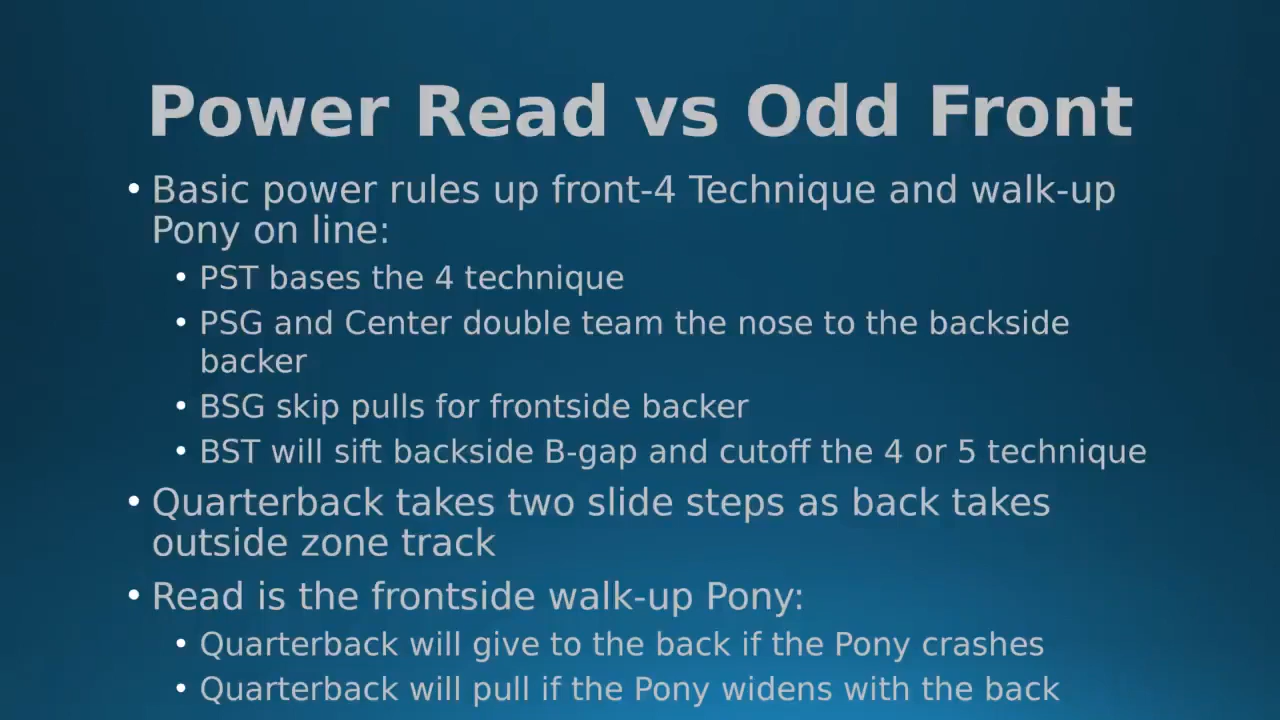 Power Read vs Odd Front
• Basic power rules up front-4 Technique and walk-up
Pony on line:
• PST bases the 4 technique
• PSG and Center double team the nose to the backside
backer
• BSG skip pulls for frontside backer
• BST will sift backside B-gap and cutoff the 4 or 5 technique
• Quarterback takes two slide steps as back takes
outside zone track
• Read is the frontside walk-up Pony:
• Quarterback will give to the back if the Pony crashes
• Quarterback will pull if the Pony widens with the back